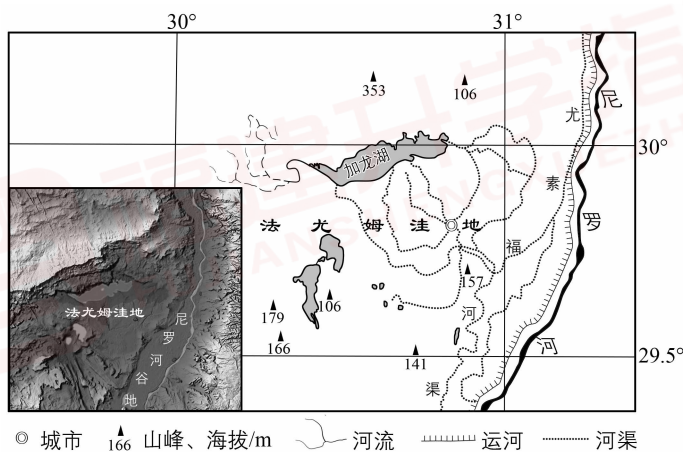 30° 31°
353 106
尼
尤
加龙湖
30°
素
罗
法尤姆洼地
福
157
106
179
河
166
141
河
29.5°
渠
法尤姆洼地
尼罗河谷地
城市 166 山峰、海拔/m 河流 运河 河渠